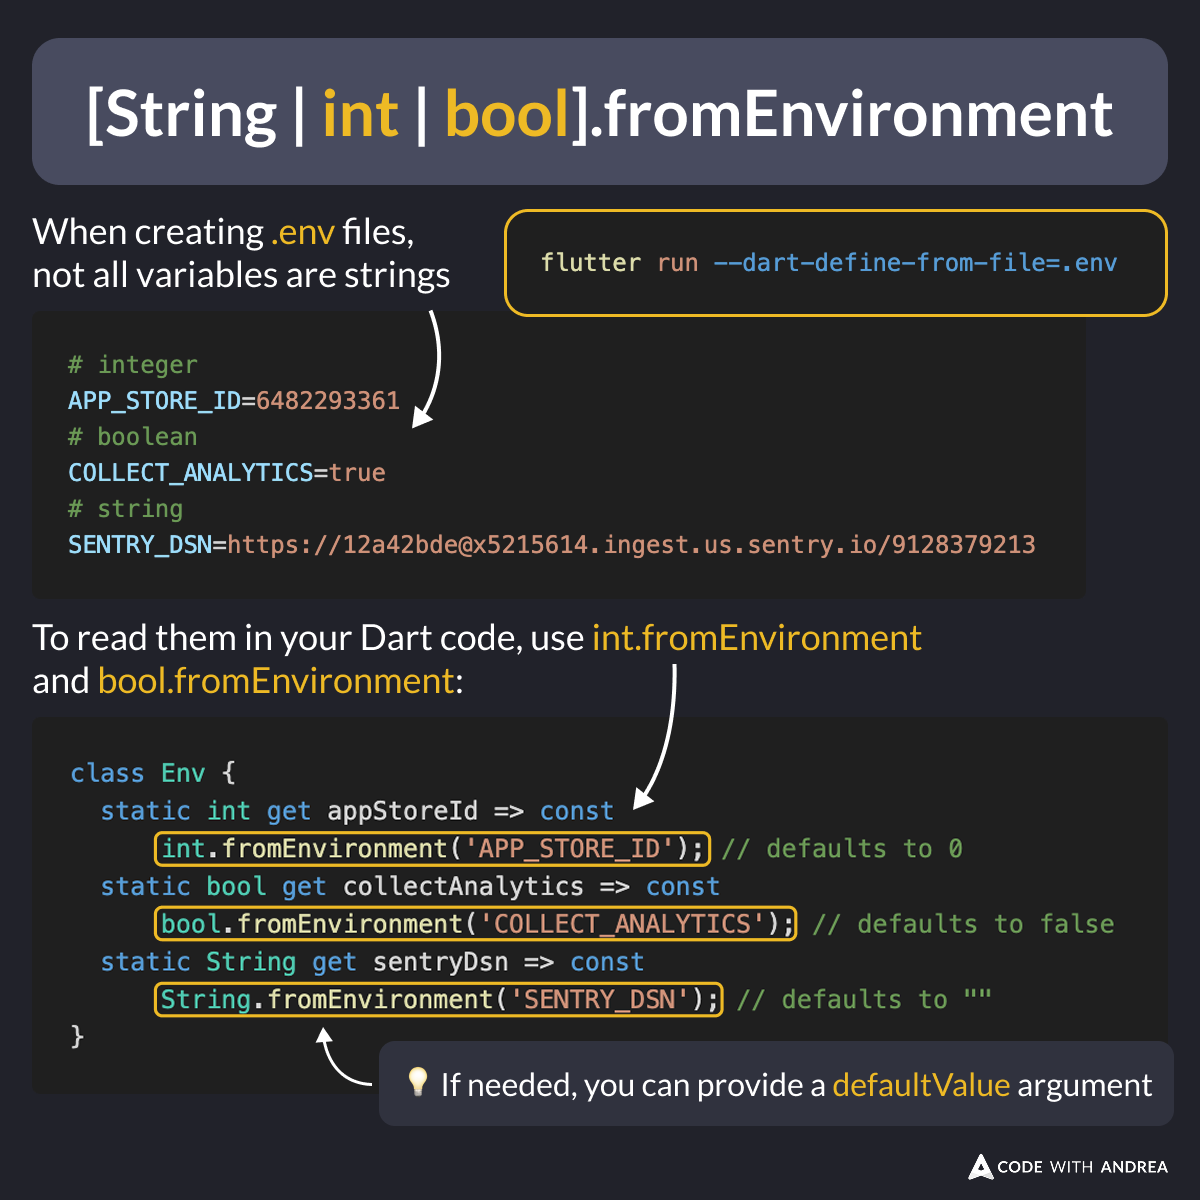 [String | int | bool].fromEnvironment
When creating .env files,
not all variables are strings
flutter run --dart-define-from-file=.env
# integer
APP_STORE_ID=6482293361
# boolean
COLLECT_ANALYTICS=true
# string
SENTRY_DSN=https://12a42bde@x5215614.ingest.us.sentry.io/9128379213
To read them in your Dart code, use int.fromEnvironment
and bool.fromEnvironment:
class Env {
  static int get appStoreId => const
      int.fromEnvironment('APP_STORE_ID'); // defaults to 0
  static bool get collectAnalytics => const
      bool.fromEnvironment('COLLECT_ANALYTICS'); // defaults to false
  static String get sentryDsn => const
      String.fromEnvironment('SENTRY_DSN'); // defaults to ""
}
💡 If needed, you can provide a defaultValue argument
CODE WITH ANDREA